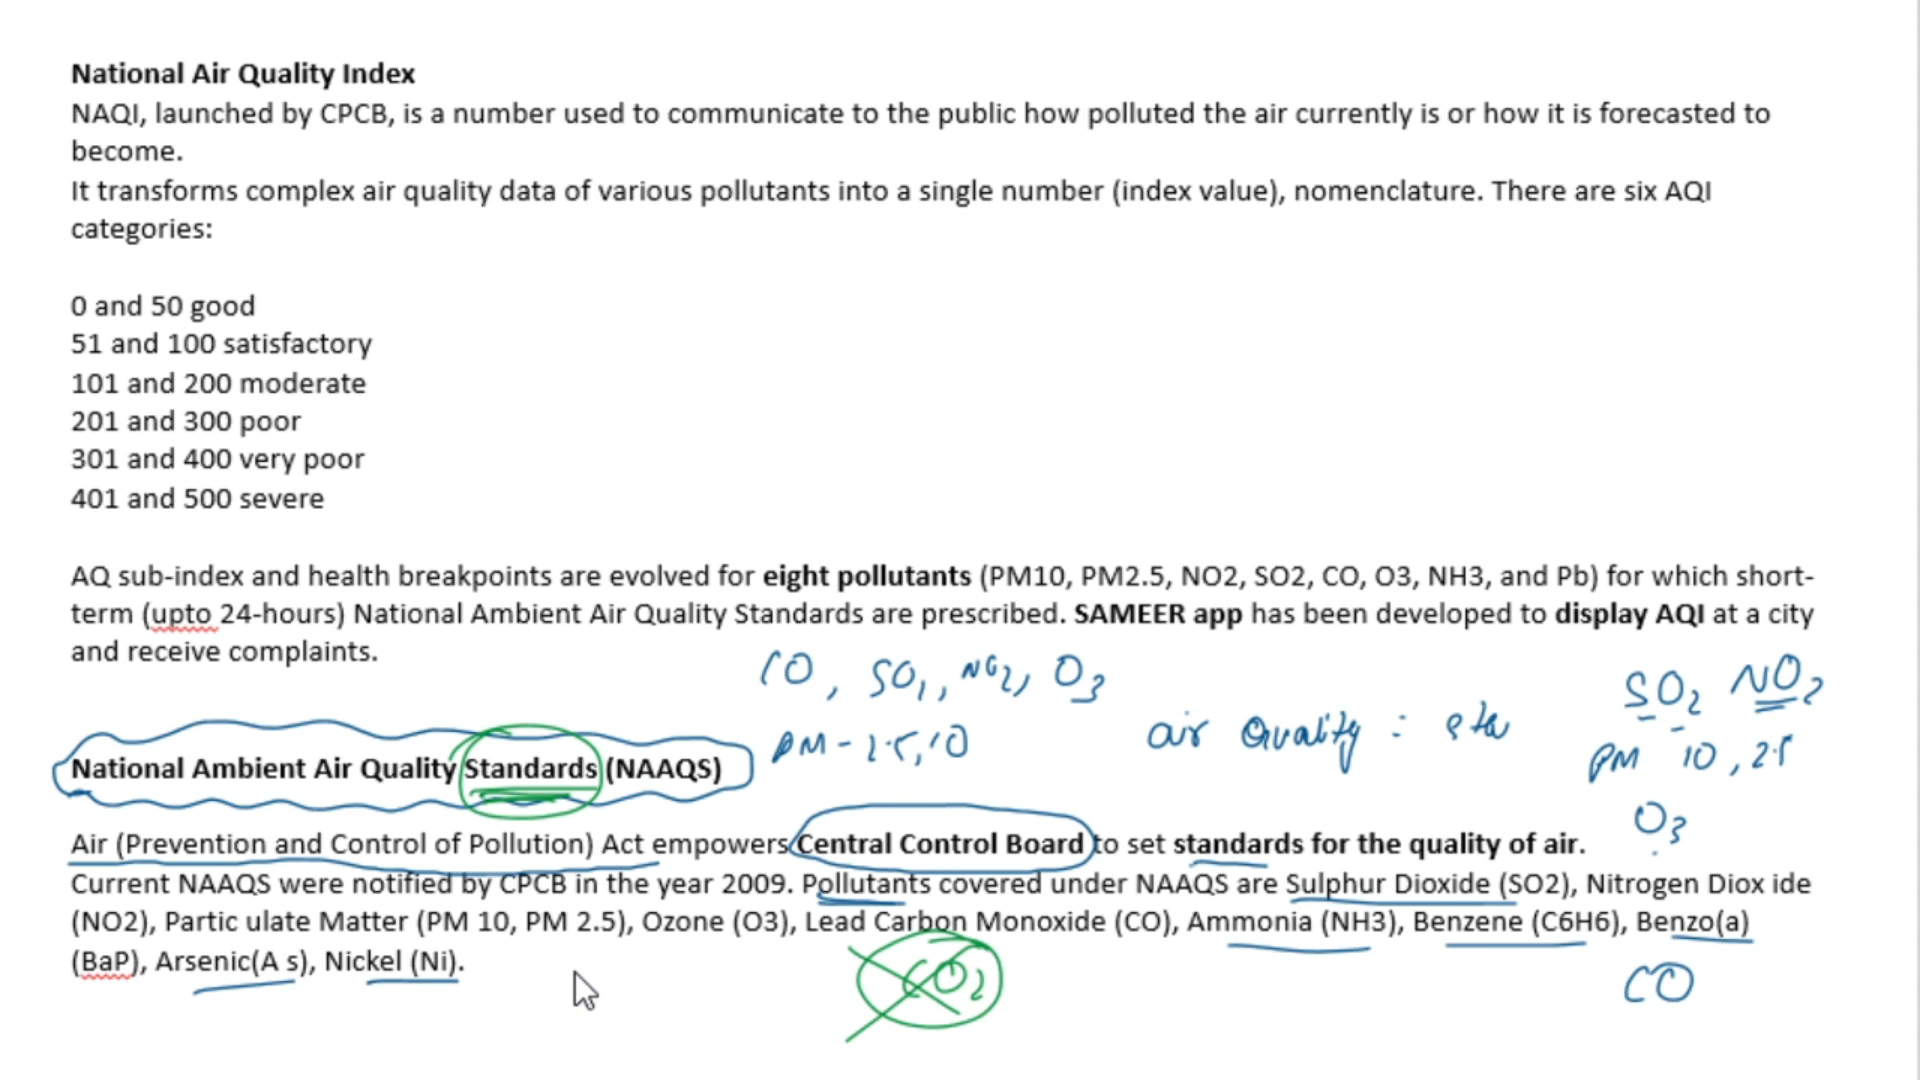 National Air Quality Index
NAQI, launched by CPCB, is a number used to communicate to the public how polluted the air currently is or how it is forecasted to
become.
It transforms complex air quality data of various pollutants into a single number (index value), nomenclature. There are six AQI
categories:
0 and 50 good
51 and 100 satisfactory
101 and 200 moderate
201 and 300 poor
301 and 400 very poor
401 and 500 severe
AQ sub-index and health breakpoints are evolved for eight pollutants (PM10, PM2.5, NO2, SO2, CO, O3, NH3, and Pb) for which short-
term (upto 24-hours) National Ambient Air Quality Standards are prescribed. SAMEER app has been developed to display AQI at a city
and receive complaints.
CO, SO2, NO2, O3
SO2 NO2
air Quality :
PM - 2.5, 10
PM 10, 2.5
National Ambient Air Quality Standards (NAAQS)
O3
Air (Prevention and Control of Pollution) Act empowers Central Control Board to set standards for the quality of air.
Current NAAQS were notified by CPCB in the year 2009. Pollutants covered under NAAQS are Sulphur Dioxide (SO2), Nitrogen Diox ide
(NO2), Partic ulate Matter (PM 10, PM 2.5), Ozone (O3), Lead Carbon Monoxide (CO), Ammonia (NH3), Benzene (C6H6), Benzo(a)
(BaP), Arsenic(A s), Nickel (Ni).
CO2
CO